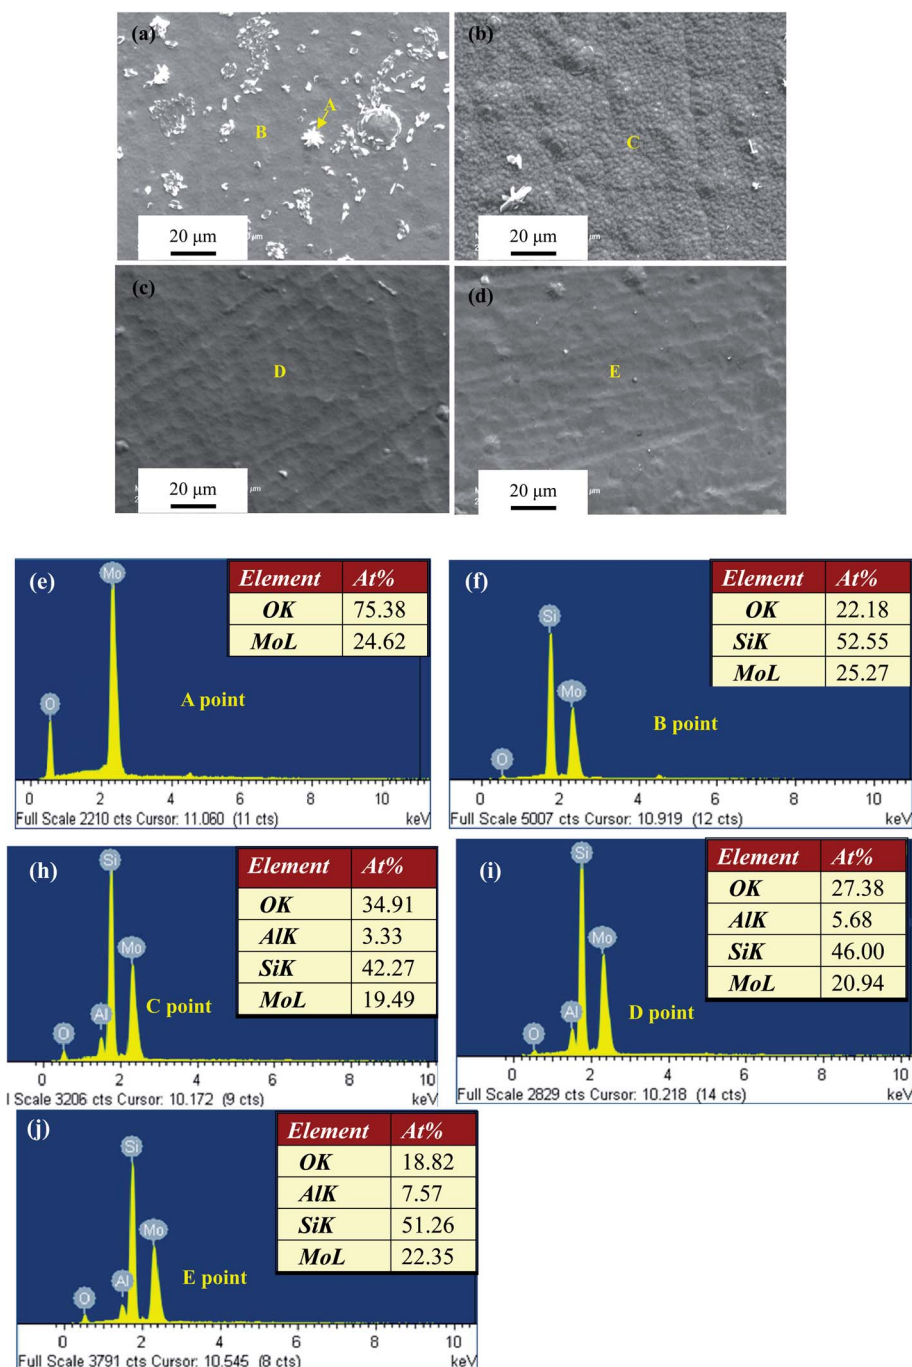 (a)
A
B
20 μm
μm
(b)
C
20 μm
(c)
D
20 μm
μm
(d)
E
20 μm
(e)
Mo
O
A point
Element At%
OK 75.38
MoL 24.62
0 2 4 6 8 10
Full Scale 2210 cts Cursor: 11.060 (11 cts) keV
(f)
Si
Mo
O
B point
Element At%
OK 22.18
SiK 52.55
MoL 25.27
0 2 4 6 8 10
Full Scale 5007 cts Cursor: 10.919 (12 cts) keV
(h)
Si
Mo
Al
O
C point
Element At%
OK 34.91
AlK 3.33
SiK 42.27
MoL 19.49
0 2 4 6 8 10
l Scale 3206 cts Cursor: 10.172 (9 cts) keV
(i)
Si
Mo
Al
O
D point
Element At%
OK 27.38
AlK 5.68
SiK 46.00
MoL 20.94
0 2 4 6 8 10
Full Scale 2829 cts Cursor: 10.218 (14 cts) keV
(j)
Si
Mo
Al
O
E point
Element At%
OK 18.82
AlK 7.57
SiK 51.26
MoL 22.35
0 2 4 6 8 10
Full Scale 3791 cts Cursor: 10.545 (8 cts) keV